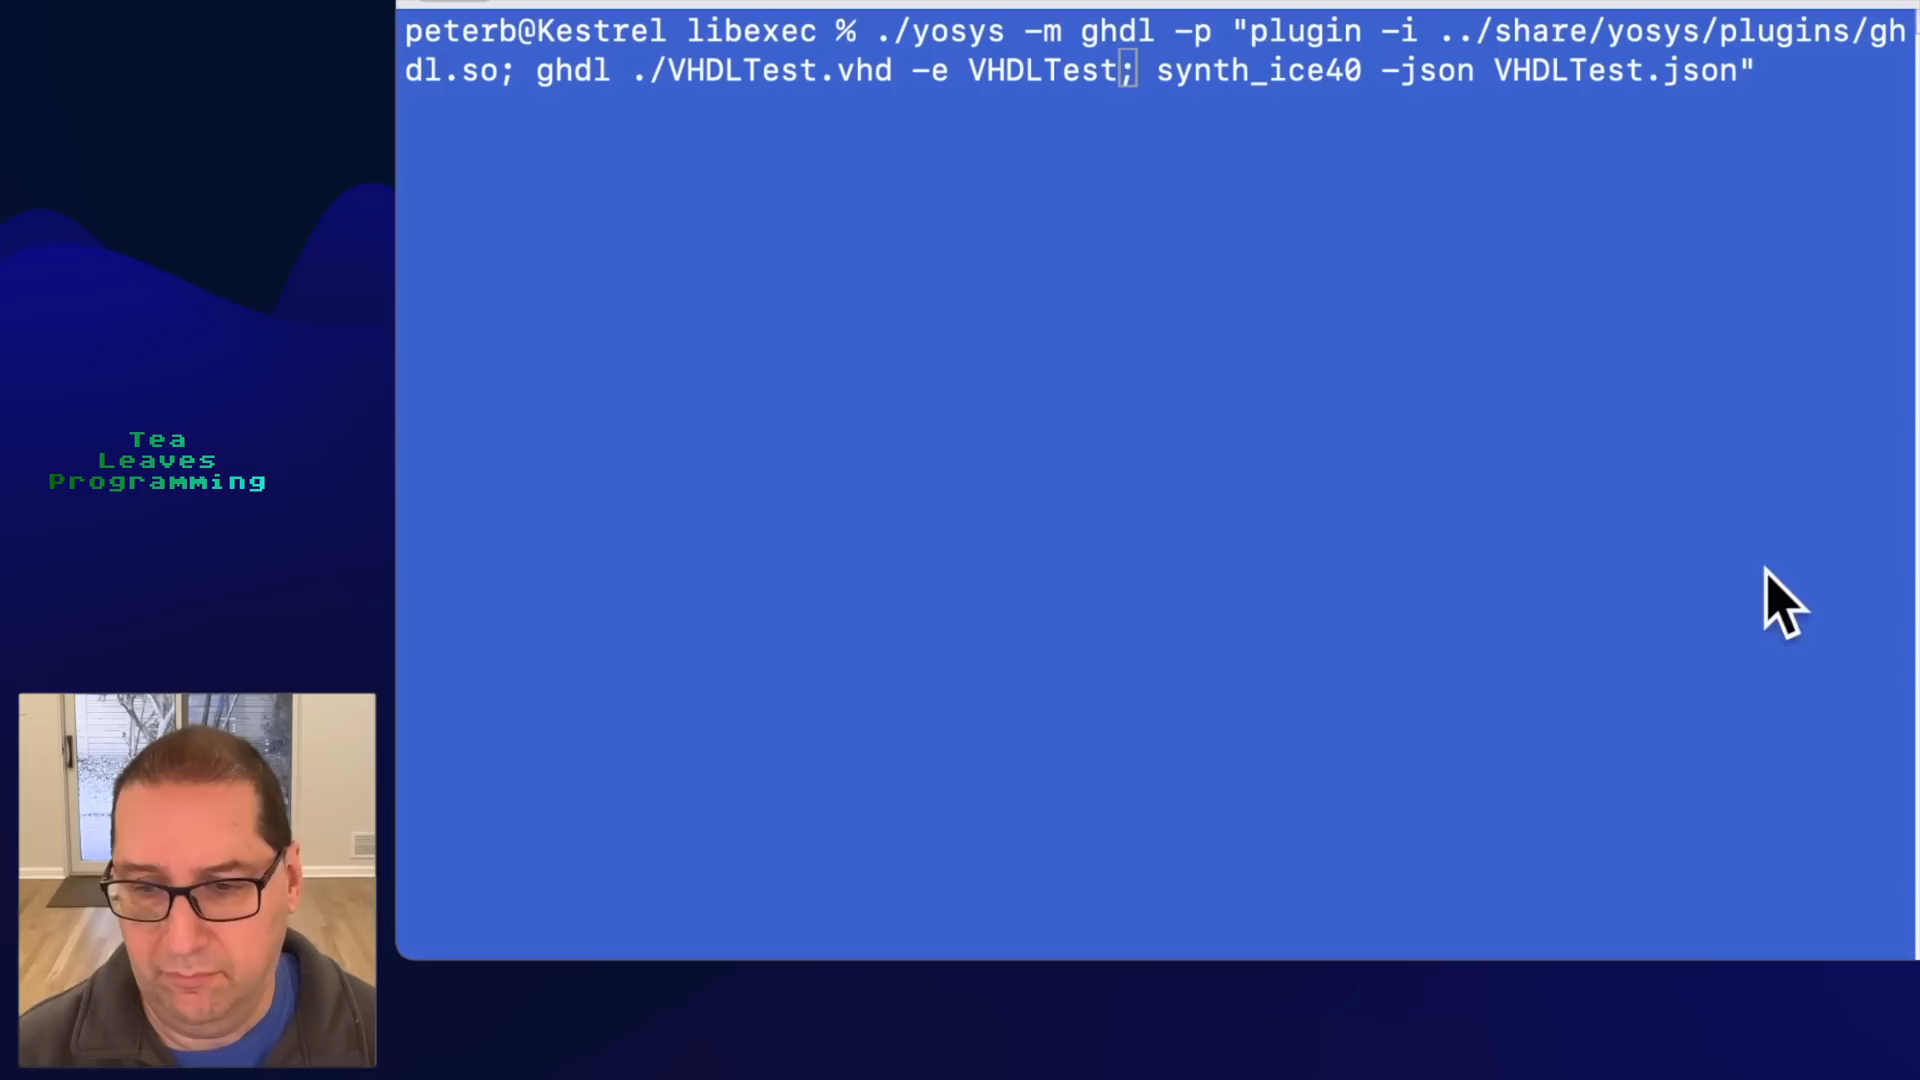 peterb@Kestrel libexec % ./yosys -m ghdl -p "plugin -i ../share/yosys/plugins/gh
dl.so; ghdl ./VHDLTest.vhd -e VHDLTest; synth_ice40 -json VHDLTest.json"
Tea
Leaves
Programming